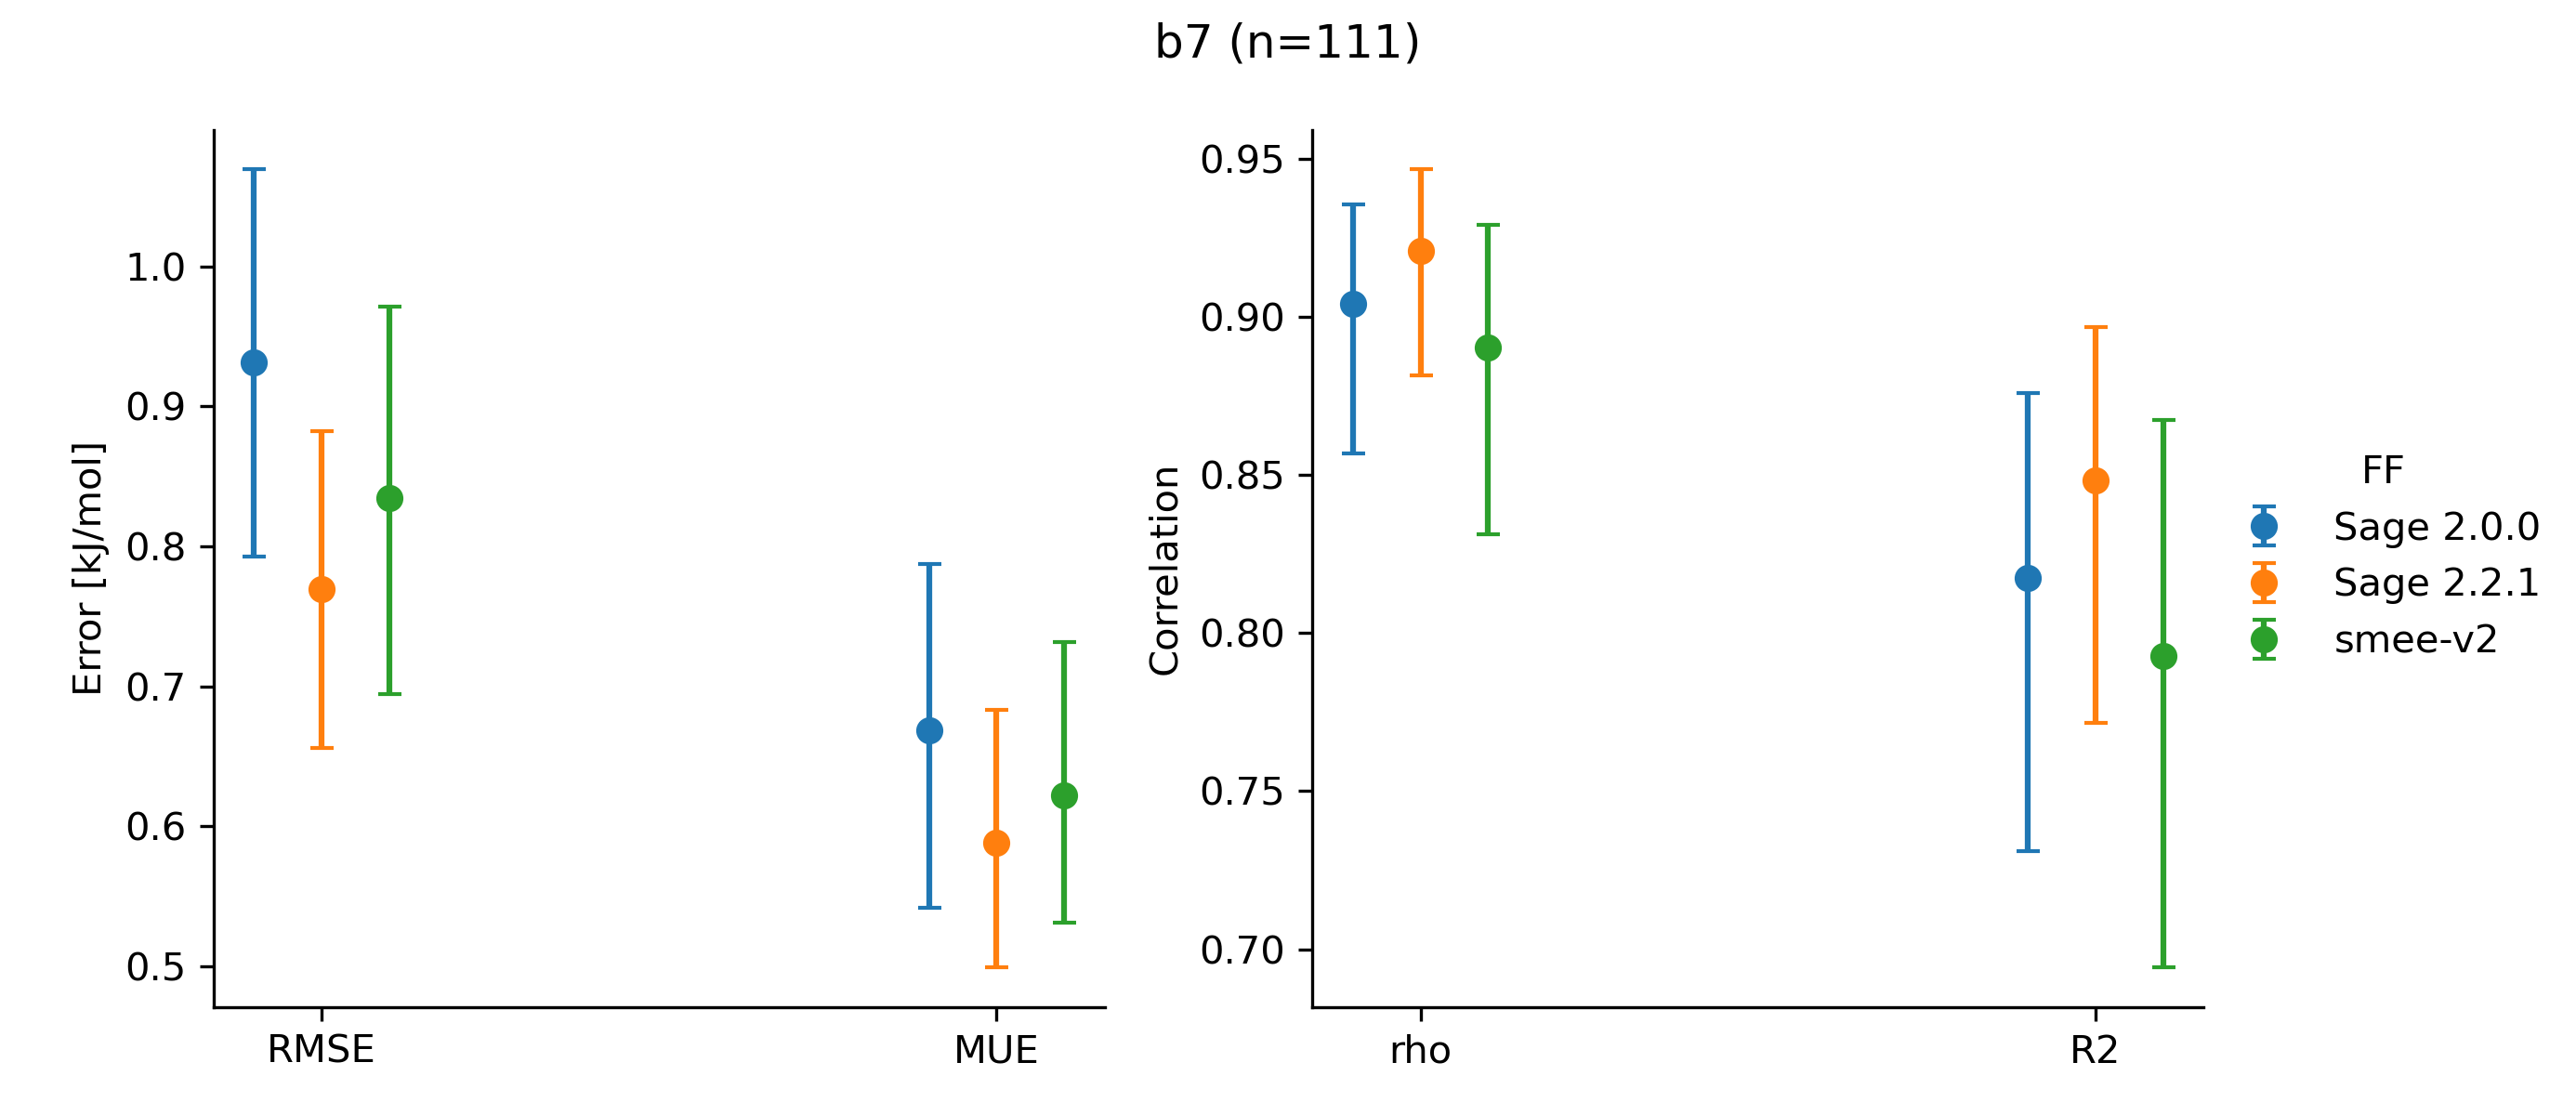 b7 (n=111)
Error [kJ/mol]
1.0
0.9
0.8
0.7
0.6
0.5
RMSE
MUE
Correlation
0.95
0.90
0.85
0.80
0.75
0.70
rho
R2
FF
Sage 2.0.0
Sage 2.2.1
smee-v2